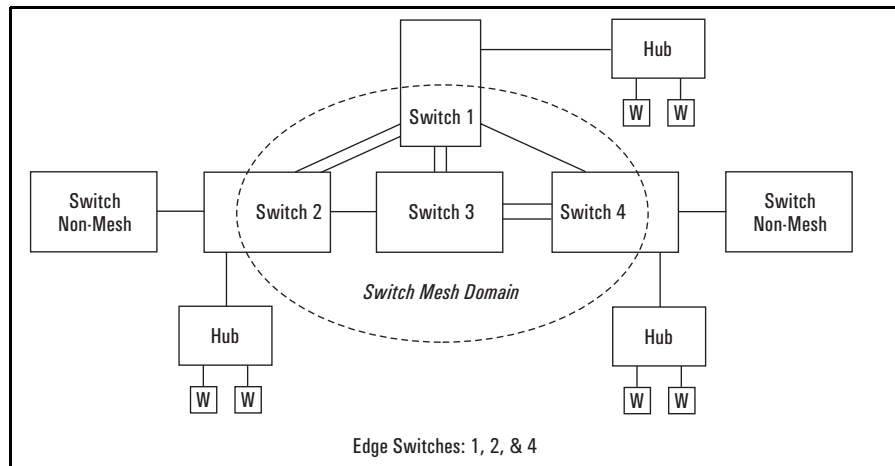 Hub
W W
Switch 1
Switch
Non-Mesh
Switch 2
Switch 3
Switch 4
Switch
Non-Mesh
Switch Mesh Domain
Hub
Hub
W W
W W
Edge Switches: 1, 2, & 4